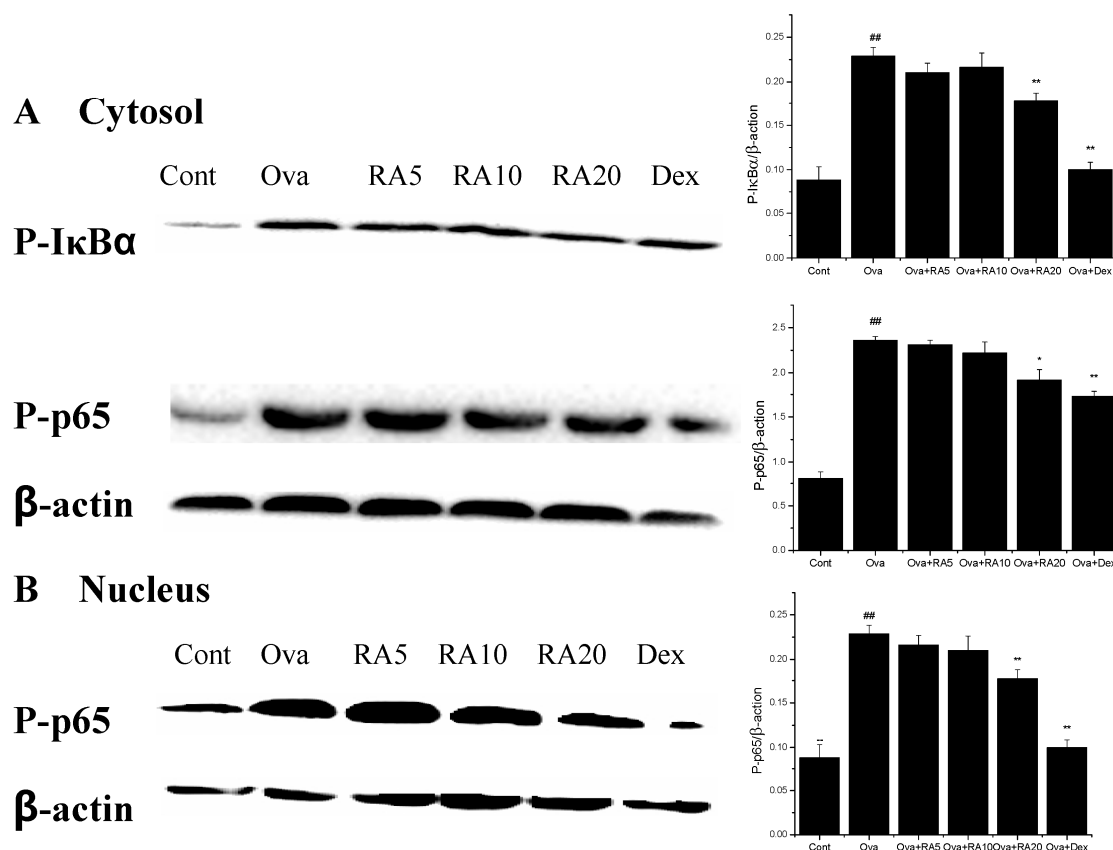 A Cytosol
Cont Ova RA5 RA10 RA20 Dex
P-IκBα
P-p65
β-actin
B Nucleus
Cont Ova RA5 RA10 RA20 Dex
P-p65
β-actin
P-IκBα/β-action
0.25
0.20
0.15
0.10
0.05
0.00
##
**
**
Cont Ova Ova+RA5 Ova+RA10 Ova+RA20 Ova+Dex
P-p65/β-action
2.5
2.0
1.5
1.0
0.5
0.0
##
*
**
Cont Ova Ova+RA5 Ova+RA10 Ova+RA20 Ova+Dex
P-p65/β-action
0.25
0.20
0.15
0.10
0.05
0.00
##
**
**
Cont Ova Ova+RA5 Ova+RA10 Ova+RA20 Ova+Dex